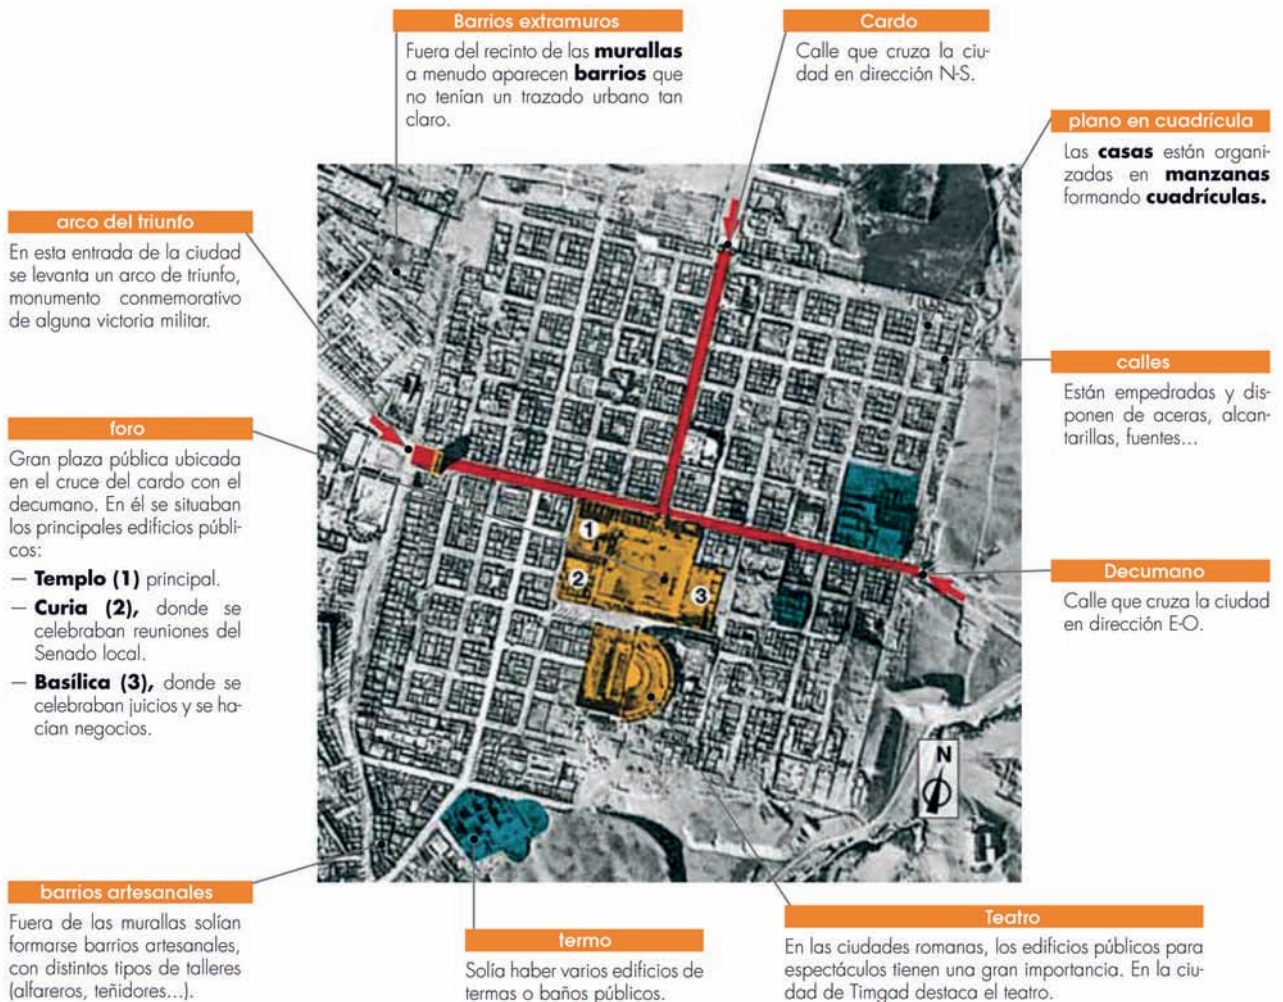 Barrios extramuros
Fuera del recinto de las murallas
a menudo aparecen barrios que
no tenían un trazado urbano tan
claro.
Cardo
Calle que cruza la ciu-
dad en dirección N-S.
plano en cuadrícula
Las casas están organi-
zadas en manzanas
formando cuadrículas.
arco del triunfo
En esta entrada de la ciudad
se levanta un arco de triunfo,
monumento conmemorativo
de alguna victoria militar.
calles
Están empedradas y dis-
ponen de aceras, alcan-
tarillas, fuentes...
foro
Gran plaza pública ubicada
en el cruce del cardo con el
decumano. En él se situaban
los principales edificios públi-
cos:
— Templo (1) principal.
— Curia (2), donde se
celebraban reuniones del
Senado local.
— Basílica (3), donde se
celebraban juicios y se ha-
cían negocios.
1
2
3
Decumano
Calle que cruza la ciudad
en dirección E-O.
N
barrios artesanales
Fuera de las murallas solían
formarse barrios artesanales,
con distintos tipos de talleres
(alfareros, teñidores...).
termo
Solía haber varios edificios de
termas o baños públicos.
Teatro
En las ciudades romanas, los edificios públicos para
espectáculos tienen una gran importancia. En la ciu-
dad de Timgad destaca el teatro.